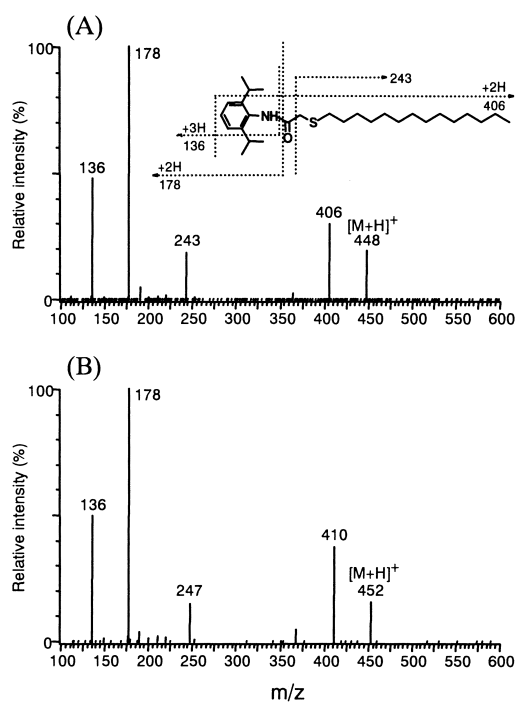 (A)
100
178
243
+2H
406
NH
S
O
+3H
136
+2H
178
136
243
406
[M+H]+
448
Relative intensity (%)
0
100 150 200 250 300 350 400 450 500 550 600
(B)
100
178
136
247
410
[M+H]+
452
Relative intensity (%)
0
100 150 200 250 300 350 400 450 500 550 600
m/z